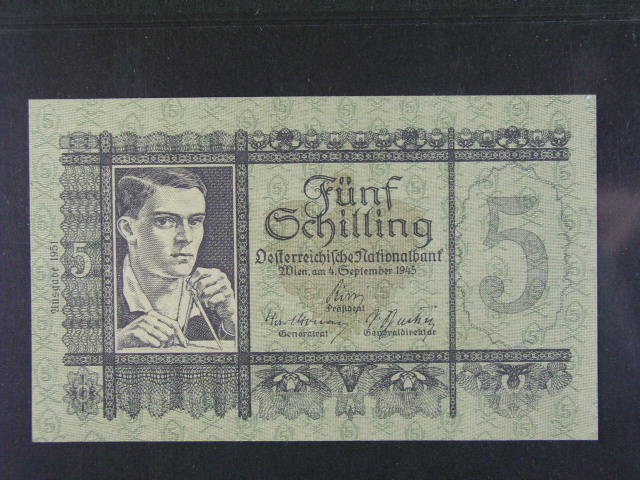 Ausgabe 1951
5
Fünf
Schilling
Oesterreichische Nationalbank
Wien, am 4. September 1945
Präsident
Generalrat Generaldirektor
5